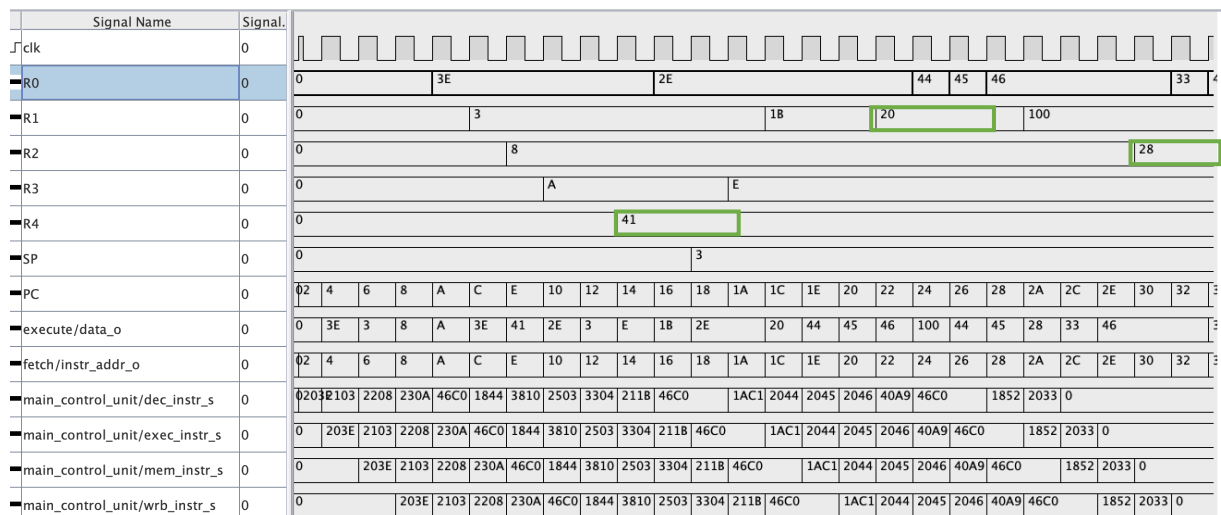 Signal Name Signal.
clk 0
R0 0 0 3E 2E 44 45 46 33 4
R1 0 0 3 1B 20 100
R2 0 0 8 28
R3 0 0 A E
R4 0 0 41
SP 0 0 3
PC 0 0 2 4 6 8 A C E 10 12 14 16 18 1A 1C 1E 20 22 24 26 28 2A 2C 2E 30 32 3
execute/data_o 0 0 3E 3 8 A 3E 41 2E 3 E 1B 2E 20 44 45 46 100 44 45 28 33 46 3
fetch/instr_addr_o 0 0 2 4 6 8 A C E 10 12 14 16 18 1A 1C 1E 20 22 24 26 28 2A 2C 2E 30 32 3
main_control_unit/dec_instr_s 0 0 203E 2103 2208 230A 46C0 1844 3810 2503 3304 211B 46C0 1AC1 2044 2045 2046 40A9 46C0 1852 2033 0
main_control_unit/exec_instr_s 0 0 203E 2103 2208 230A 46C0 1844 3810 2503 3304 211B 46C0 1AC1 2044 2045 2046 40A9 46C0 1852 2033 0
main_control_unit/mem_instr_s 0 0 203E 2103 2208 230A 46C0 1844 3810 2503 3304 211B 46C0 1AC1 2044 2045 2046 40A9 46C0 1852 2033 0
main_control_unit/wrb_instr_s 0 0 203E 2103 2208 230A 46C0 1844 3810 2503 3304 211B 46C0 1AC1 2044 2045 2046 40A9 46C0 1852 2033 0